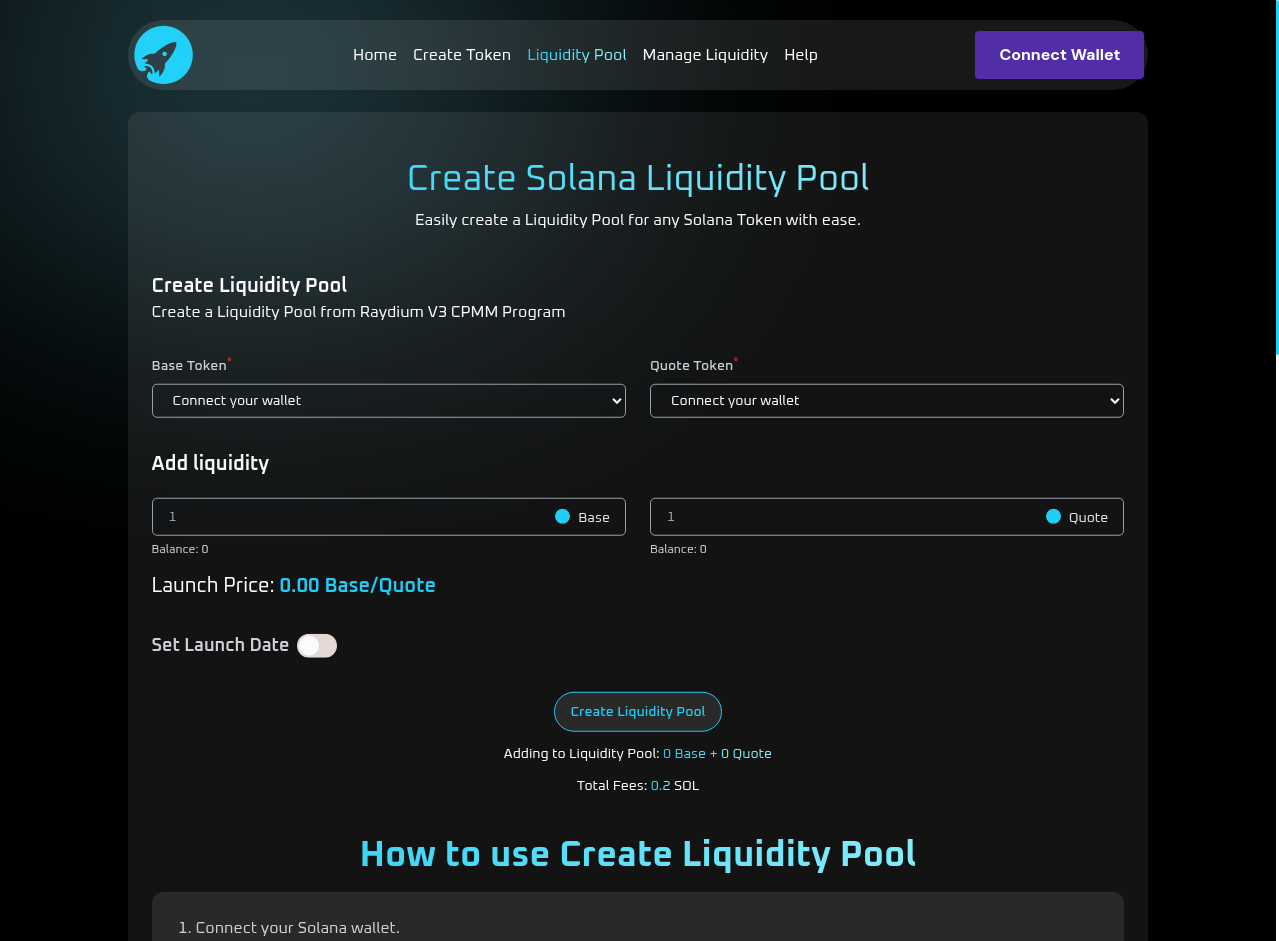 Home Create Token Liquidity Pool Manage Liquidity Help Connect Wallet
Create Solana Liquidity Pool
Easily create a Liquidity Pool for any Solana Token with ease.
Create Liquidity Pool
Create a Liquidity Pool from Raydium V3 CPMM Program
Base Token* Quote Token*
Connect your wallet Connect your wallet
Add liquidity
1 Base 1 Quote
Balance: 0 Balance: 0
Launch Price: 0.00 Base/Quote
Set Launch Date
Create Liquidity Pool
Adding to Liquidity Pool: 0 Base + 0 Quote
Total Fees: 0.2 SOL
How to use Create Liquidity Pool
1. Connect your Solana wallet.